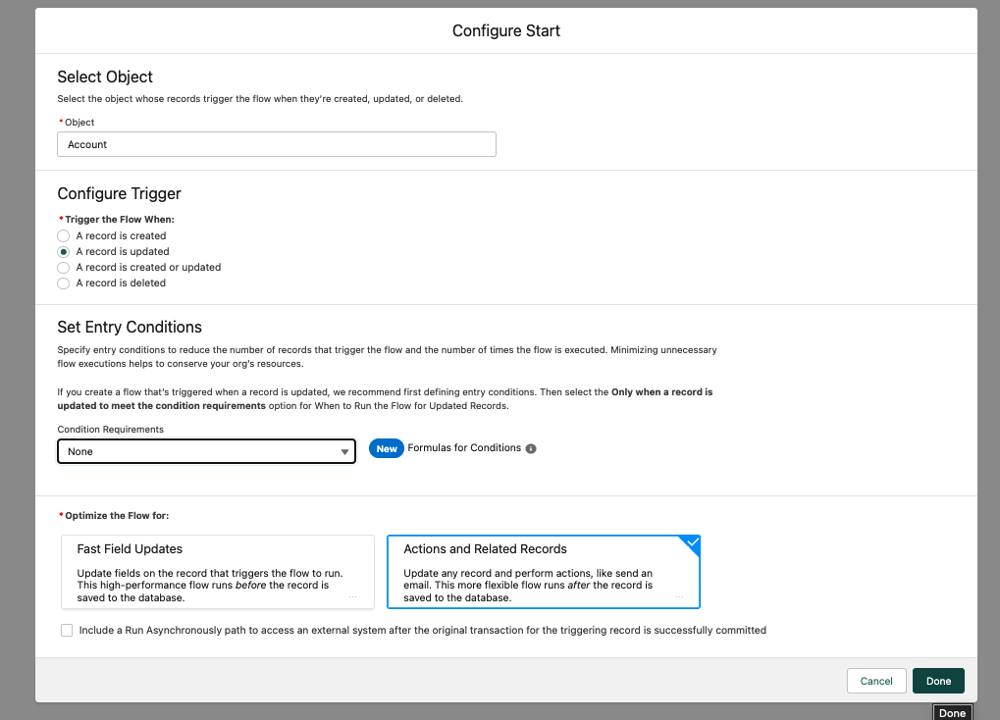 Configure Start
Select Object
Select the object whose records trigger the flow when they're created, updated, or deleted.
* Object
Account
Configure Trigger
* Trigger the Flow When:
A record is created
A record is updated
A record is created or updated
A record is deleted
Set Entry Conditions
Specify entry conditions to reduce the number of records that trigger the flow and the number of times the flow is executed. Minimizing unnecessary
flow executions helps to conserve your org's resources.
If you create a flow that's triggered when a record is updated, we recommend first defining entry conditions. Then select the Only when a record is
updated to meet the condition requirements option for When to Run the Flow for Updated Records.
Condition Requirements
None
New Formulas for Conditions
* Optimize the Flow for:
Fast Field Updates
Update fields on the record that triggers the flow to run.
This high-performance flow runs before the record is
saved to the database.
...
Actions and Related Records
Update any record and perform actions, like send an
email. This more flexible flow runs after the record is
saved to the database.
...
Include a Run Asynchronously path to access an external system after the original transaction for the triggering record is successfully committed
Cancel
Done
Done